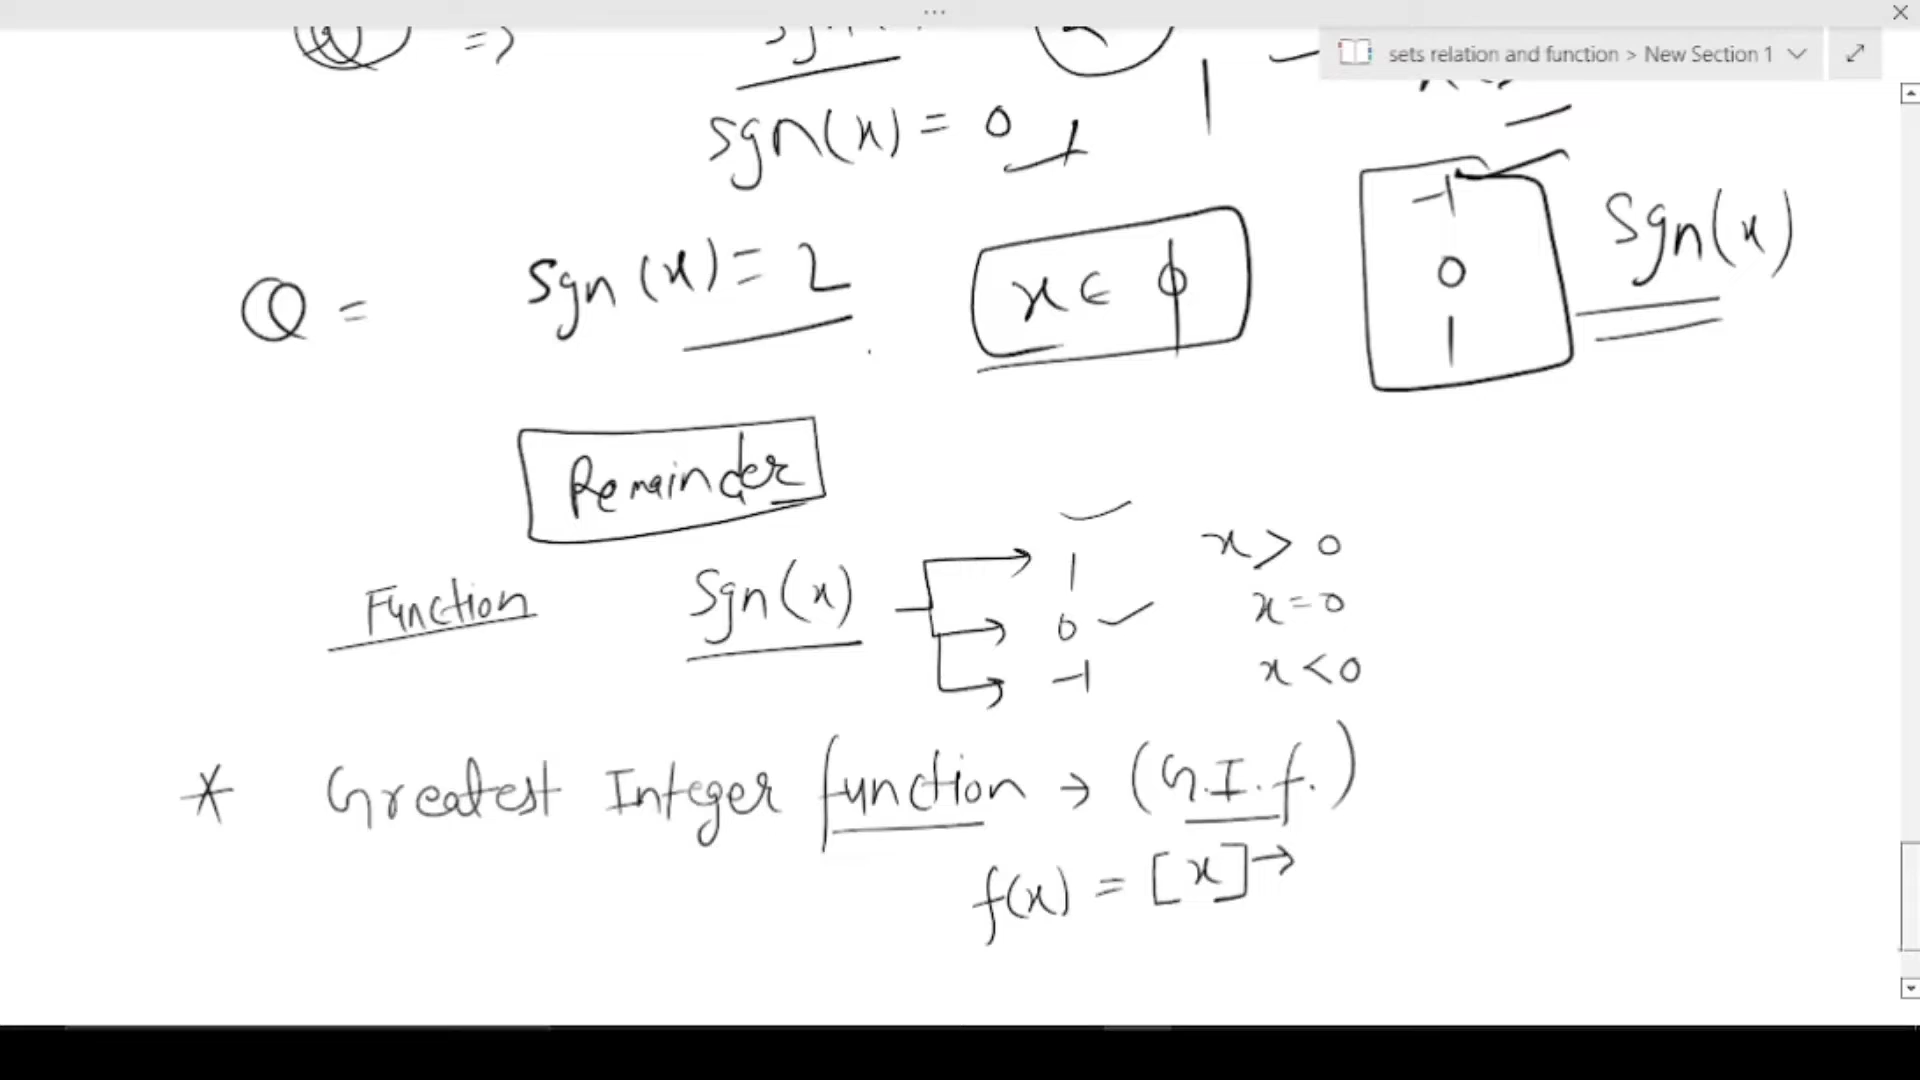 sets relation and function > New Section 1
Q =>
sgn(x) = 0
Q = sgn(x) = 2 x ∈ ϕ
-1
0
1
Sgn(x)
Remainder
Function Sgn(x)
1 x > 0
0 x = 0
-1 x < 0
* Greatest Integer function → (G.I.f.)
f(x) = [x] →